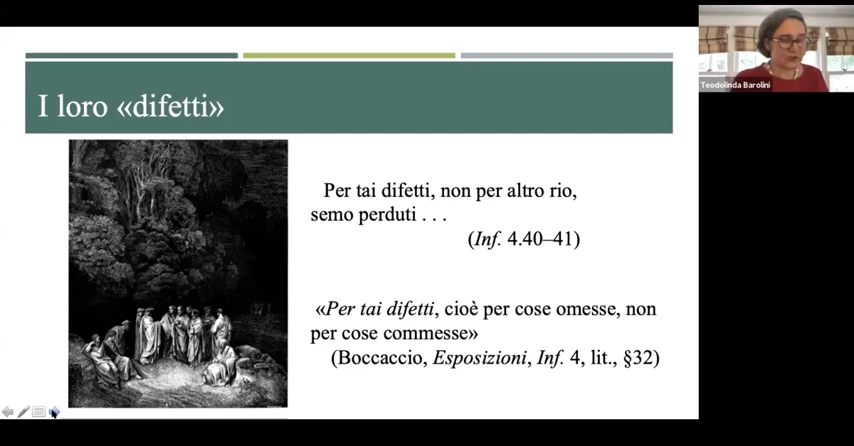 I loro «difetti»
Per tai difetti, non per altro rio,
semo perduti . . .
(Inf. 4.40–41)
«Per tai difetti, cioè per cose omesse, non
per cose commesse»
(Boccaccio, Esposizioni, Inf. 4, lit., §32)
Teodolinda Barolini